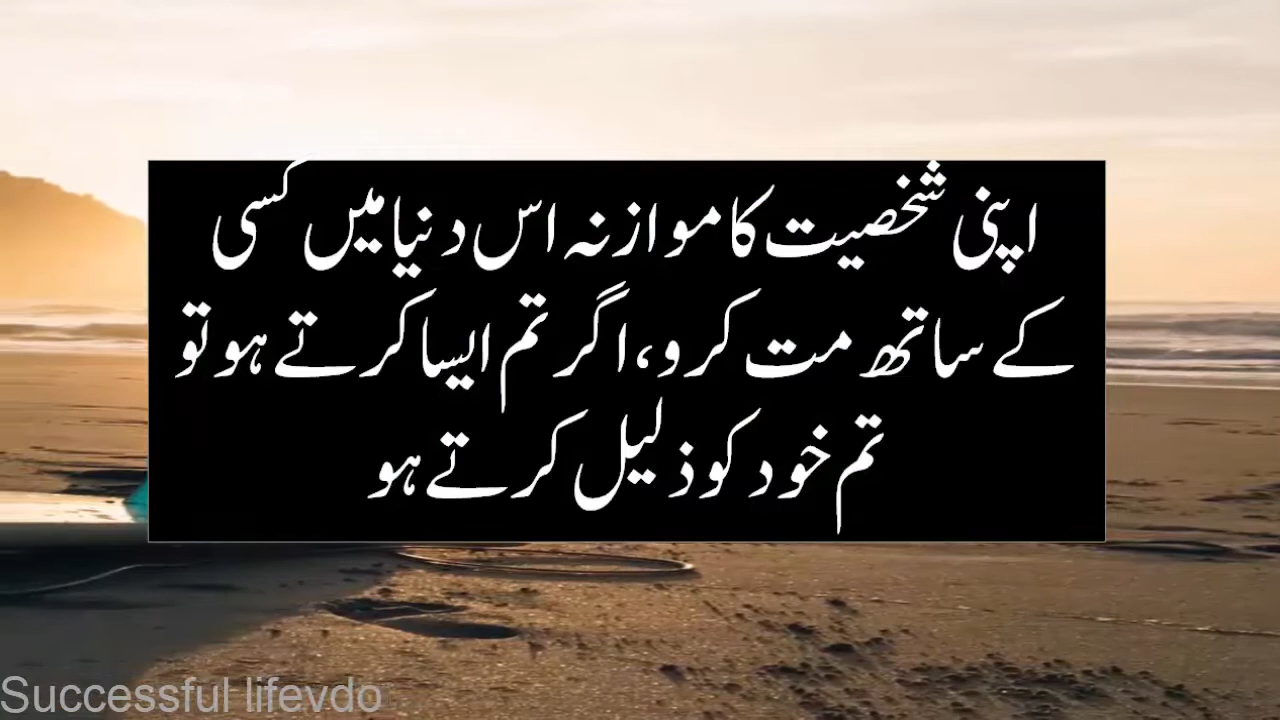 اپنی شخصیت کا موازنہ اس دنیا میں کسی
کے ساتھ مت کرو، اگر تم ایسا کرتے ہو تو
تم خود کو ذلیل کرتے ہو
Successful lifevdo